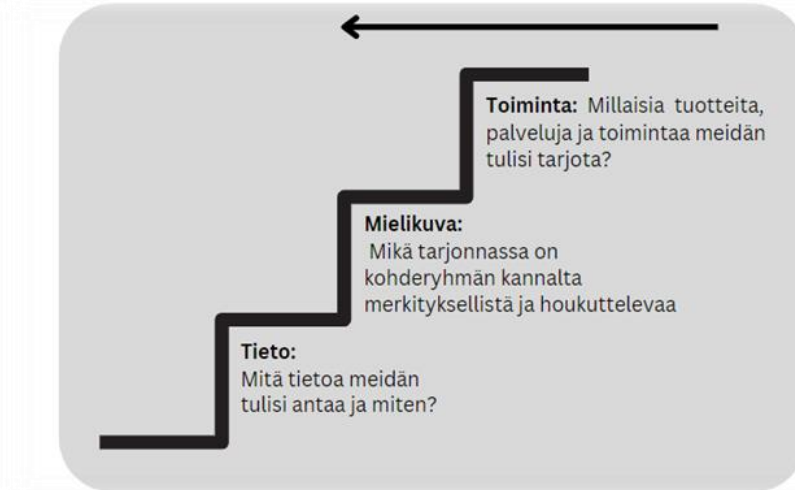 Toiminta: Millaisia tuotteita,
palveluja ja toimintaa meidän
tulisi tarjota?
Mielikuva:
Mikä tarjonnassa on
kohderyhmän kannalta
merkityksellistä ja houkuttelevaa
Tieto:
Mitä tietoa meidän
tulisi antaa ja miten?